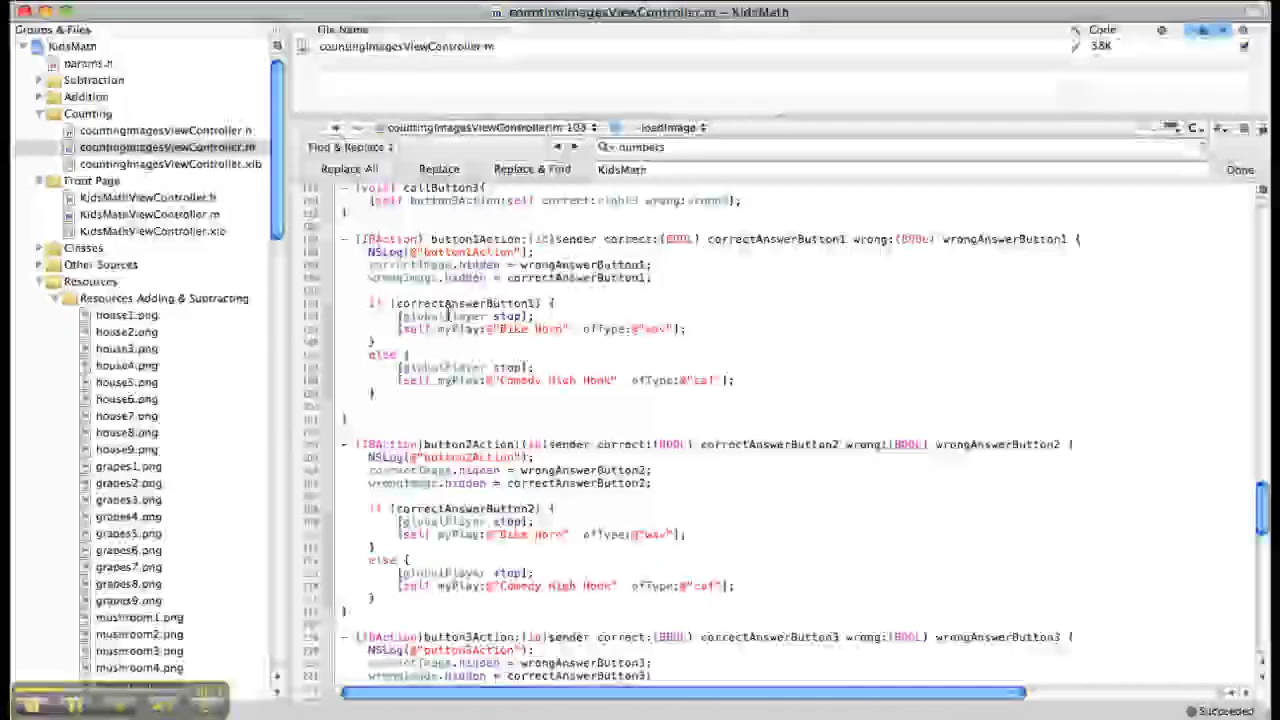 countingImagesViewController.m – KidsMath
Groups & Files
File Name
Code
KidsMath
countingImagesViewController.m
3.8K
params.h
Subtraction
Addition
Counting
countingImagesViewController.h
countingImagesViewController.m:103
-loadImage
countingImagesViewController.m
Find & Replace
numbers
countingImagesViewController.xib
Replace All
Replace
Replace & Find
KidsMath
Done
Front Page
KidsMathViewController.h
KidsMathViewController.m
KidsMathViewController.xib
Classes
Other Sources
Resources
Resources Adding & Subtracting
house1.png
house2.png
house3.png
house4.png
house5.png
house6.png
house7.png
house8.png
house9.png
grapes1.png
grapes2.png
grapes3.png
grapes4.png
grapes5.png
grapes6.png
grapes7.png
grapes8.png
grapes9.png
mushroom1.png
mushroom2.png
mushroom3.png
mushroom4.png
- (void) callButton3{
[self button3Action:self correct:right3 wrong:wrong3];
}
- (IBAction) button1Action:(id)sender correct:(BOOL) correctAnswerButton1 wrong:(BOOL) wrongAnswerButton1 {
NSLog(@"button1Action");
correctImage.hidden = wrongAnswerButton1;
wrongImage.hidden = correctAnswerButton1;
if (correctAnswerButton1) {
[globalPlayer stop];
[self myPlay:@"Bike Horn" ofType:@"wav"];
}
else {
[globalPlayer stop];
[self myPlay:@"Comedy High Honk" ofType:@"caf"];
}
}
- (IBAction)button2Action:(id)sender correct:(BOOL) correctAnswerButton2 wrong:(BOOL) wrongAnswerButton2 {
NSLog(@"button2Action");
correctImage.hidden = wrongAnswerButton2;
wrongImage.hidden = correctAnswerButton2;
if (correctAnswerButton2) {
[globalPlayer stop];
[self myPlay:@"Bike Horn" ofType:@"wav"];
}
else {
[globalPlayer stop];
[self myPlay:@"Comedy High Honk" ofType:@"caf"];
}
}
- (IBAction)button3Action:(id)sender correct:(BOOL) correctAnswerButton3 wrong:(BOOL) wrongAnswerButton3 {
NSLog(@"button3Action");
correctImage.hidden = wrongAnswerButton3;
wrongImage.hidden = correctAnswerButton3;
Succeeded